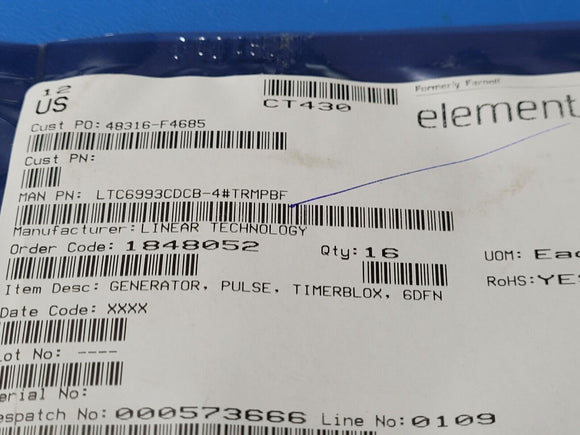 12
US
CT430
Formerly Farnell
element
Cust PO: 48316-F4685
Cust PN:
MAN PN: LTC6993CDCB-4#TRMPBF
Manufacturer: LINEAR TECHNOLOGY
Order Code: 1848052 Qty: 16 UOM: Eac
Item Desc: GENERATOR, PULSE, TIMERBLOX, 6DFN RoHS: YES
Date Code: XXXX
Lot No: ----
erial No:
espatch No: 000573666 Line No: 0109